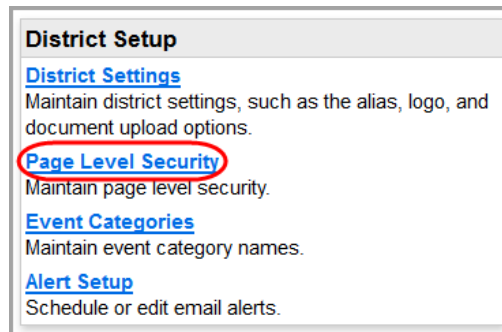 District Setup
District Settings
Maintain district settings, such as the alias, logo, and
document upload options.
Page Level Security
Maintain page level security.
Event Categories
Maintain event category names.
Alert Setup
Schedule or edit email alerts.